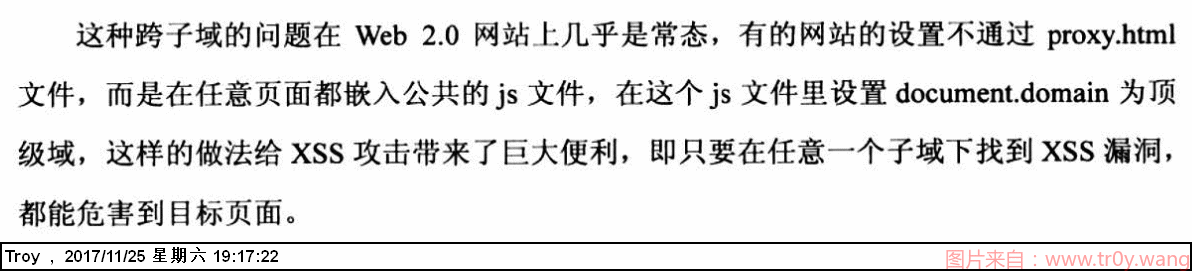 这种跨子域的问题在 Web 2.0 网站上几乎是常态，有的网站的设置不通过 proxy.html
文件，而是在任意页面都嵌入公共的 js 文件，在这个 js 文件里设置 document.domain 为顶
级域，这样的做法给 XSS 攻击带来了巨大便利，即只要在任意一个子域下找到 XSS 漏洞，
都能危害到目标页面。
Troy , 2017/11/25 星期六 19:17:22
图片来自：www.tr0y.wang